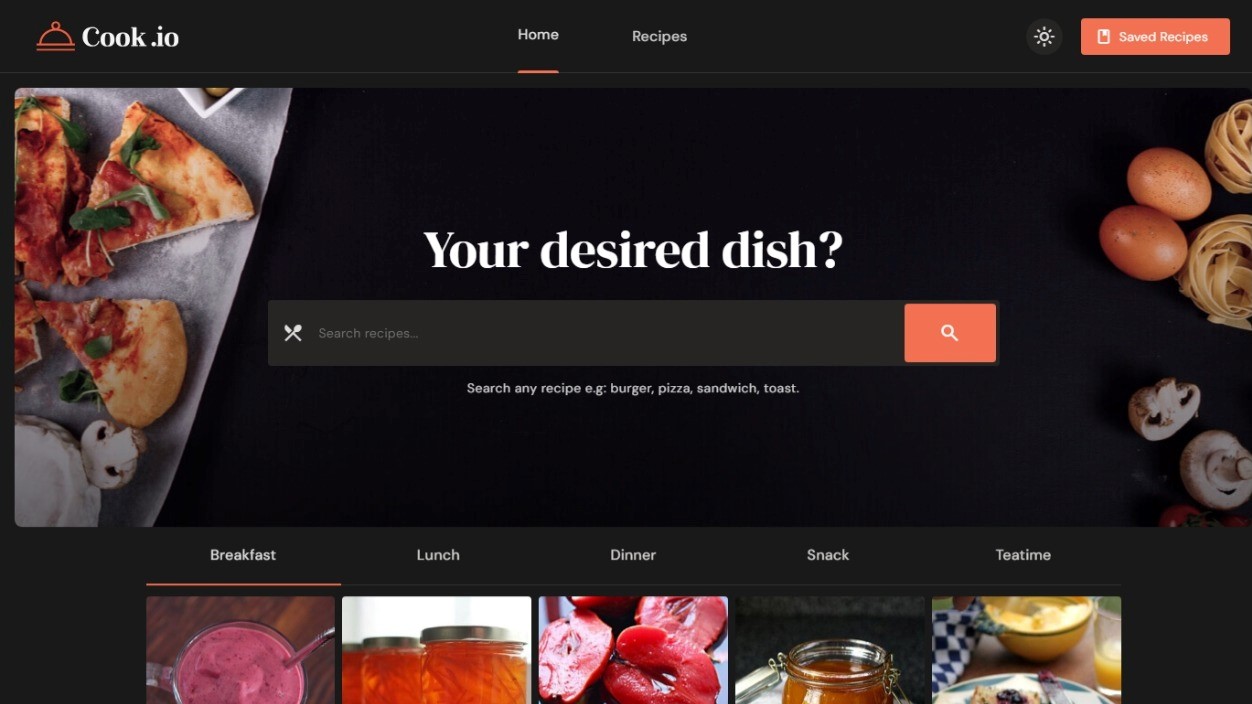 Cook.io
Home
Recipes
Saved Recipes
Your desired dish?
Search recipes...
Search any recipe e.g: burger, pizza, sandwich, toast.
Breakfast
Lunch
Dinner
Snack
Teatime